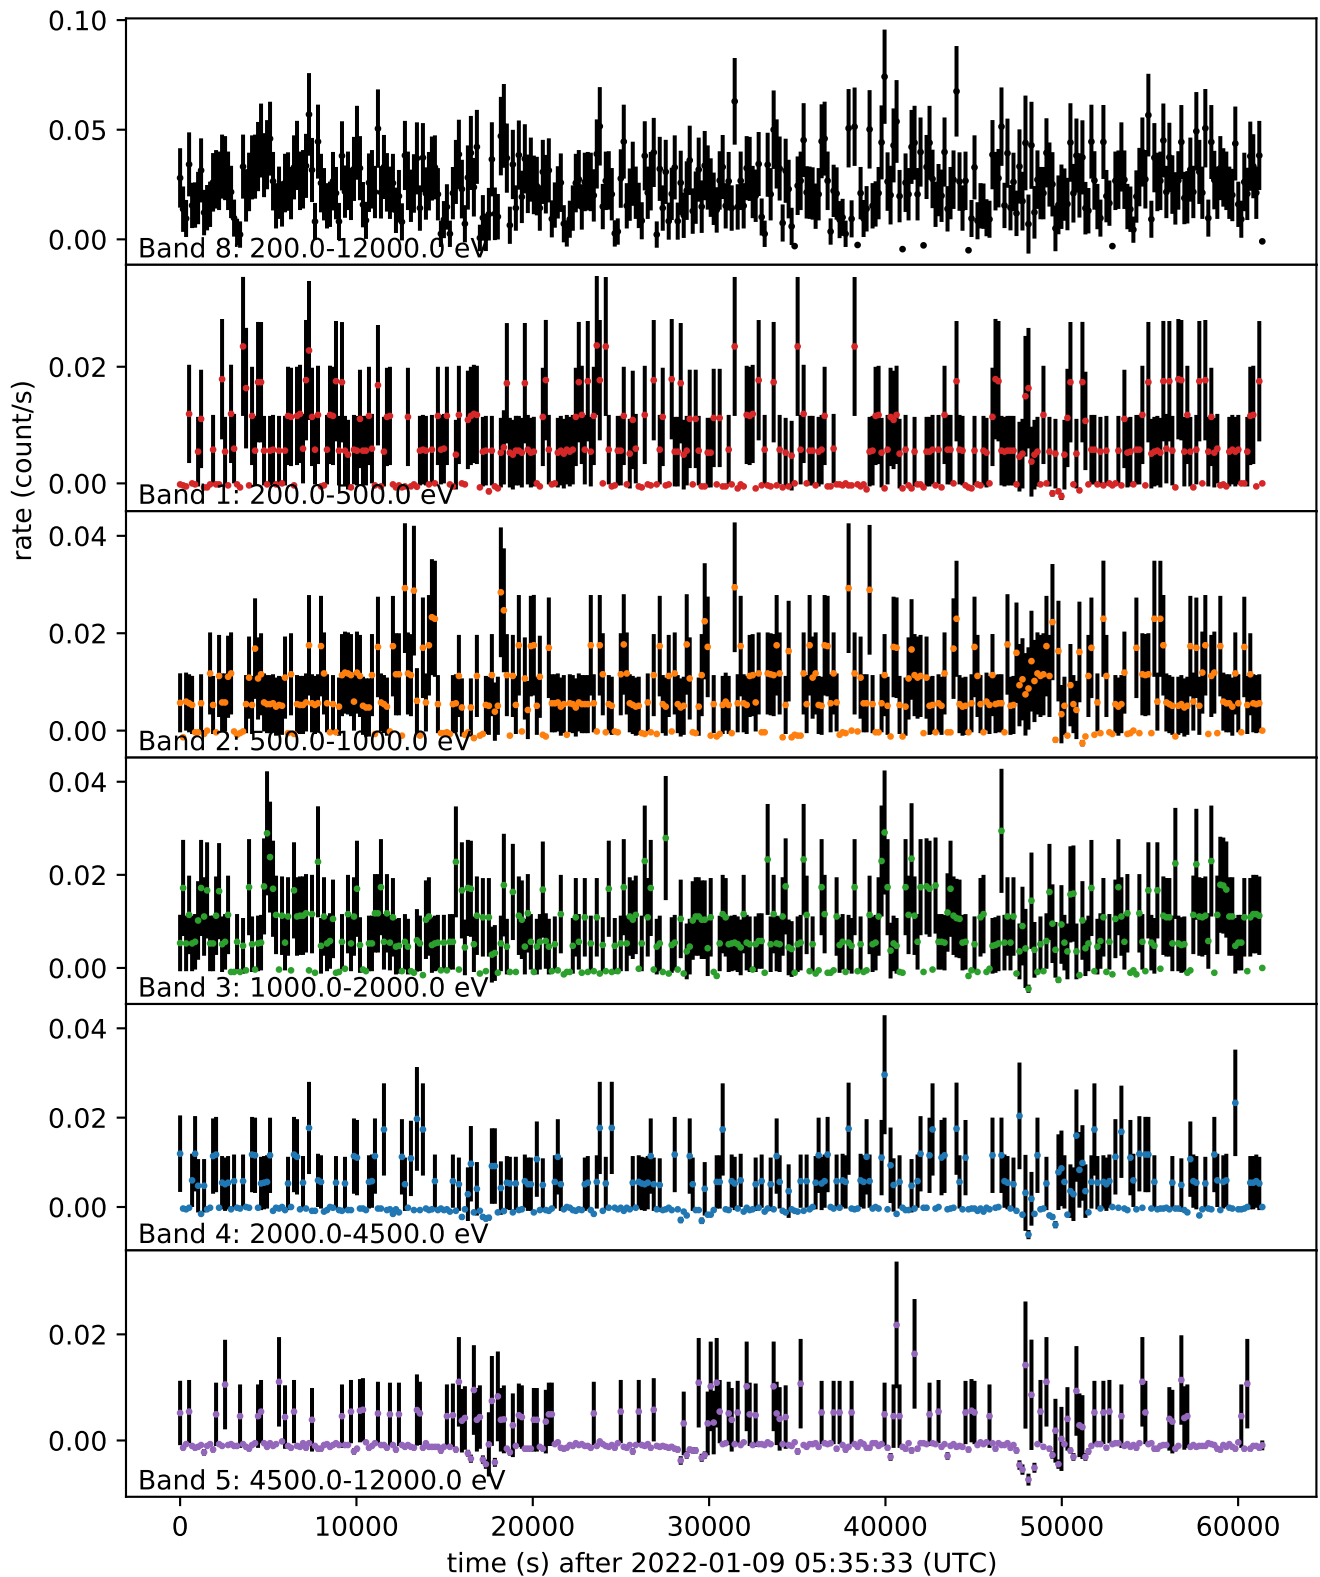 0.10
0.05
0.00
Band 8: 200.0-12000.0 eV
0.02
0.00
Band 1: 200.0-500.0 eV
rate (count/s)
0.04
0.02
0.00
Band 2: 500.0-1000.0 eV
0.04
0.02
0.00
Band 3: 1000.0-2000.0 eV
0.04
0.02
0.00
Band 4: 2000.0-4500.0 eV
0.02
0.00
Band 5: 4500.0-12000.0 eV
0 10000 20000 30000 40000 50000 60000
time (s) after 2022-01-09 05:35:33 (UTC)